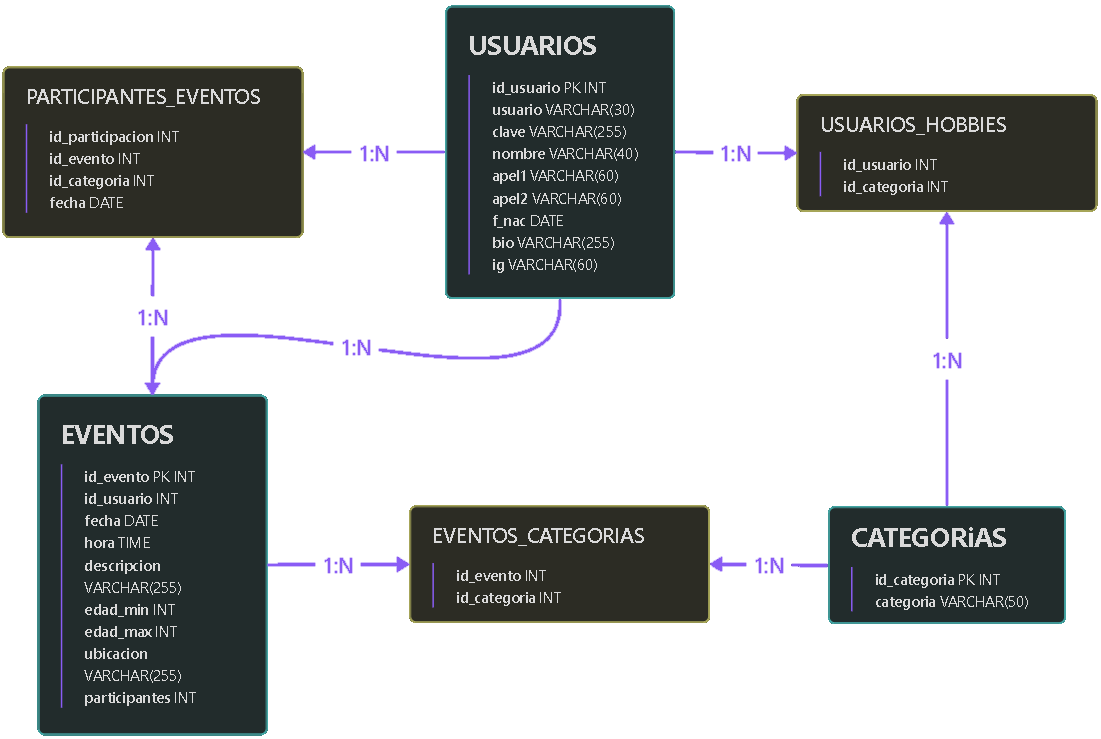 USUARIOS
id_usuario PK INT
usuario VARCHAR(30)
clave VARCHAR(255)
nombre VARCHAR(40)
apel1 VARCHAR(60)
apel2 VARCHAR(60)
f_nac DATE
bio VARCHAR(255)
ig VARCHAR(60)
PARTICIPANTES_EVENTOS
id_participacion INT
id_evento INT
id_categoria INT
fecha DATE
1:N
1:N
USUARIOS_HOBBIES
id_usuario INT
id_categoria INT
1:N
1:N
1:N
EVENTOS
id_evento PK INT
id_usuario INT
fecha DATE
hora TIME
descripxcion
VARCHAR(255)
edad_min INT
edad_max INT
ubicacion
VARCHAR(255)
participantes INT
1:N
EVENTOS_CATEGORIAS
id_evento INT
id_categoria INT
1:N
CATEGORiAS
id_categoria PK INT
categoria VARCHAR(50)